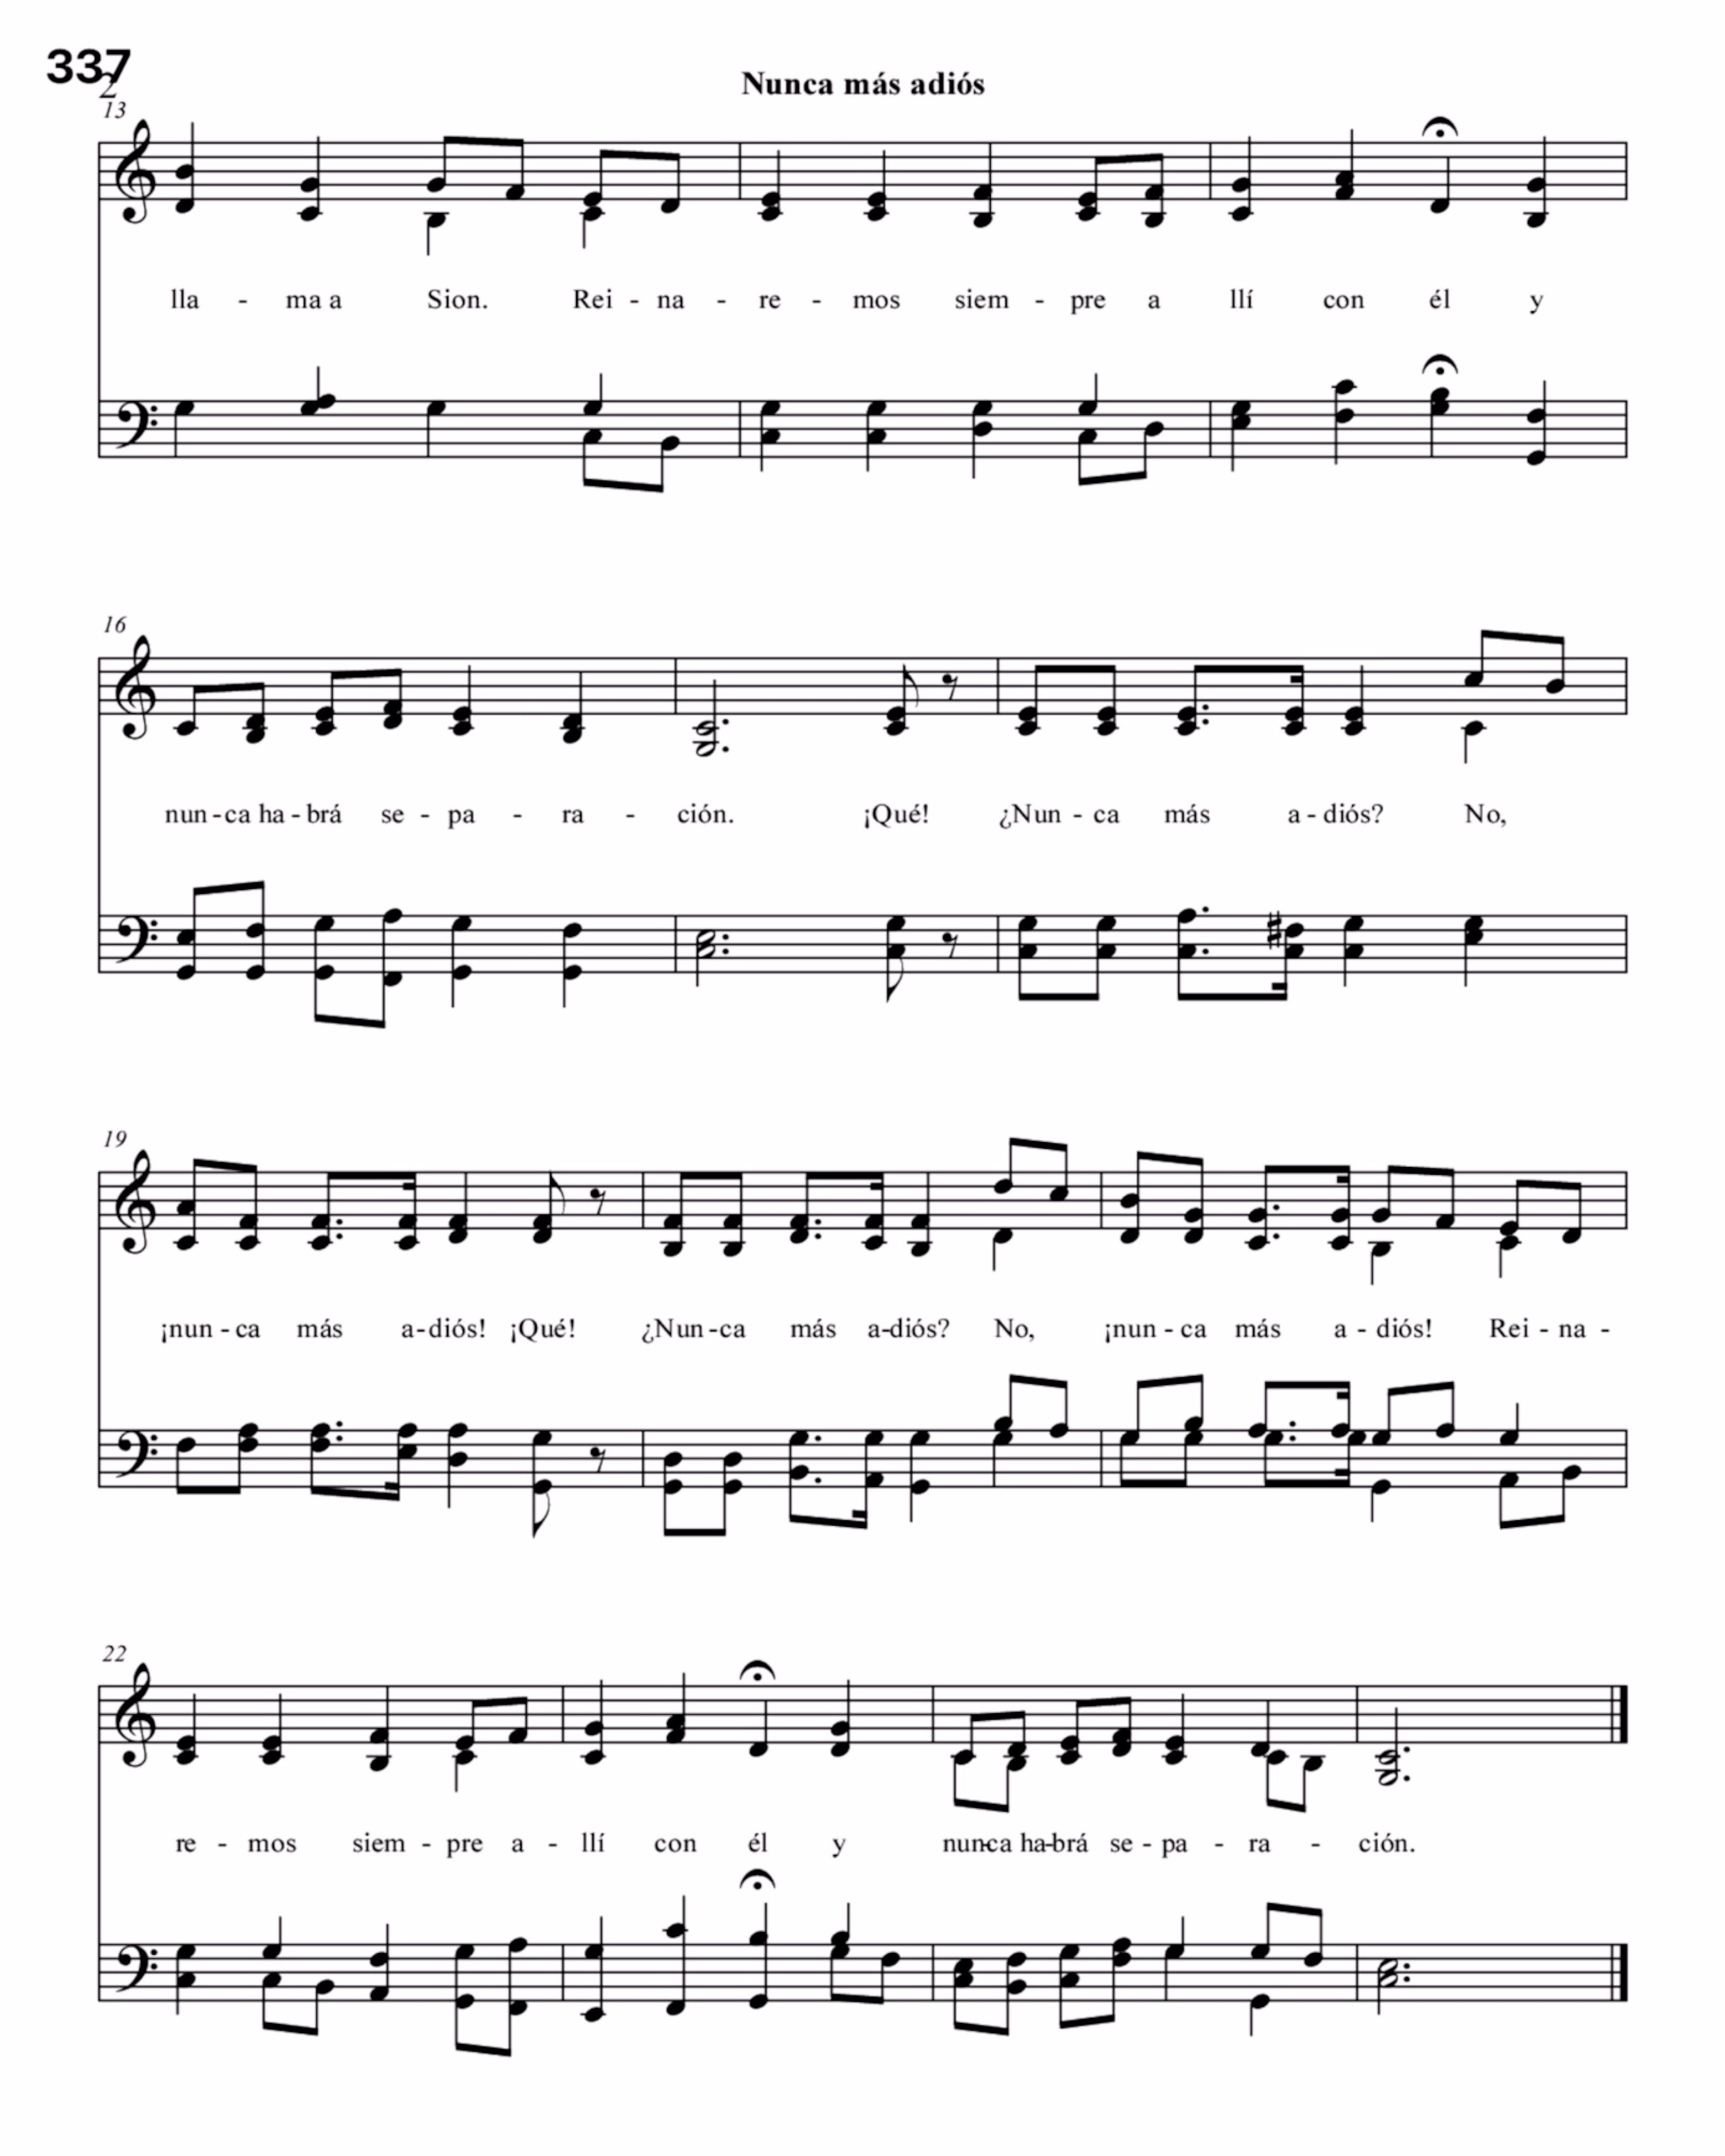 337
2
Nunca más adiós
13
lla - ma a Sion. Rei - na - re - mos siem - pre a llí con él y
16
nun - ca ha - brá se - pa - ra - ción. ¡Qué! ¿Nun - ca más a - diós? No,
19
¡nun - ca más a - diós! ¡Qué! ¿Nun - ca más a - diós? No, ¡nun - ca más a - diós! Rei - na -
22
re - mos siem - pre a - llí con él y nun - ca ha - brá se - pa - ra - ción.